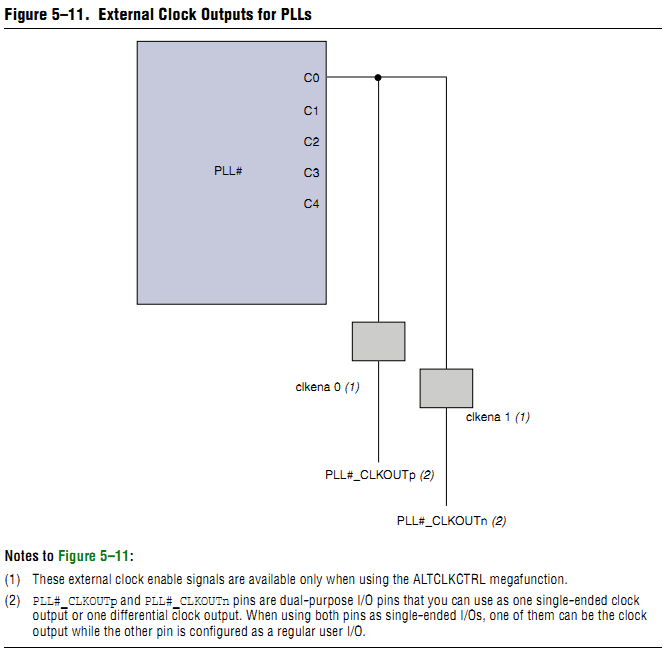 Figure 5–11. External Clock Outputs for PLLs
C0
C1
C2
PLL#
C3
C4
clkena 0 (1)
clkena 1 (1)
PLL#_CLKOUTp (2)
PLL#_CLKOUTn (2)
Notes to Figure 5–11:
(1) These external clock enable signals are available only when using the ALTCLKCTRL megafunction.
(2) PLL#_CLKOUTp and PLL#_CLKOUTn pins are dual-purpose I/O pins that you can use as one single-ended clock
output or one differential clock output. When using both pins as single-ended I/Os, one of them can be the clock
output while the other pin is configured as a regular user I/O.